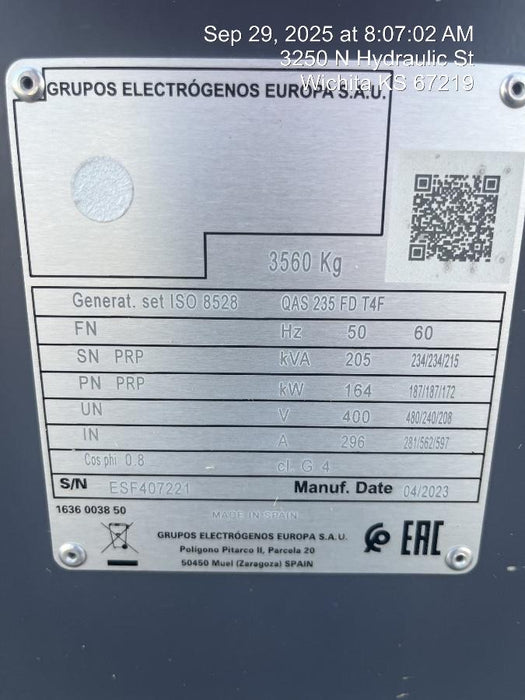 Sep 29, 2025 at 8:07:02 AM
3250 N Hydraulic St
Wichita KS 67219
GRUPOS ELECTRÓGENOS EUROPA S.A.U.
3560 Kg
Generat. set ISO 8528 QAS 235 FD T4F
FN Hz 50 60
SN PRP kVA 205 234/234/215
PN PRP kW 164 187/187/172
UN V 400 480/240/208
IN A 296 281/562/597
Cos phi 0.8 cl. G 4
S/N ESF407221 Manuf. Date 04/2023
1636 0038 50
MADE IN SPAIN
GRUPOS ELECTRÓGENOS EUROPA S.A.U.
Polígono Pitarco II, Parcela 20
50450 Muel (Zaragoza) SPAIN
EAC